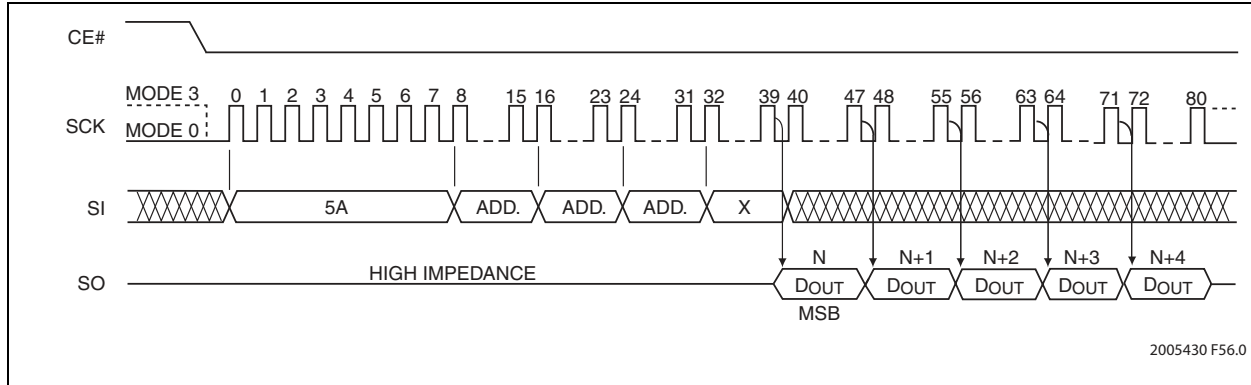 CE#
MODE 3
0 1 2 3 4 5 6 7 8 15 16 23 24 31 32 39 40 47 48 55 56 63 64 71 72 80
SCK
MODE 0
SI
5A ADD. ADD. ADD. X
N N+1 N+2 N+3 N+4
SO
HIGH IMPEDANCE
DOUT DOUT DOUT DOUT DOUT
MSB
2005430 F56.0